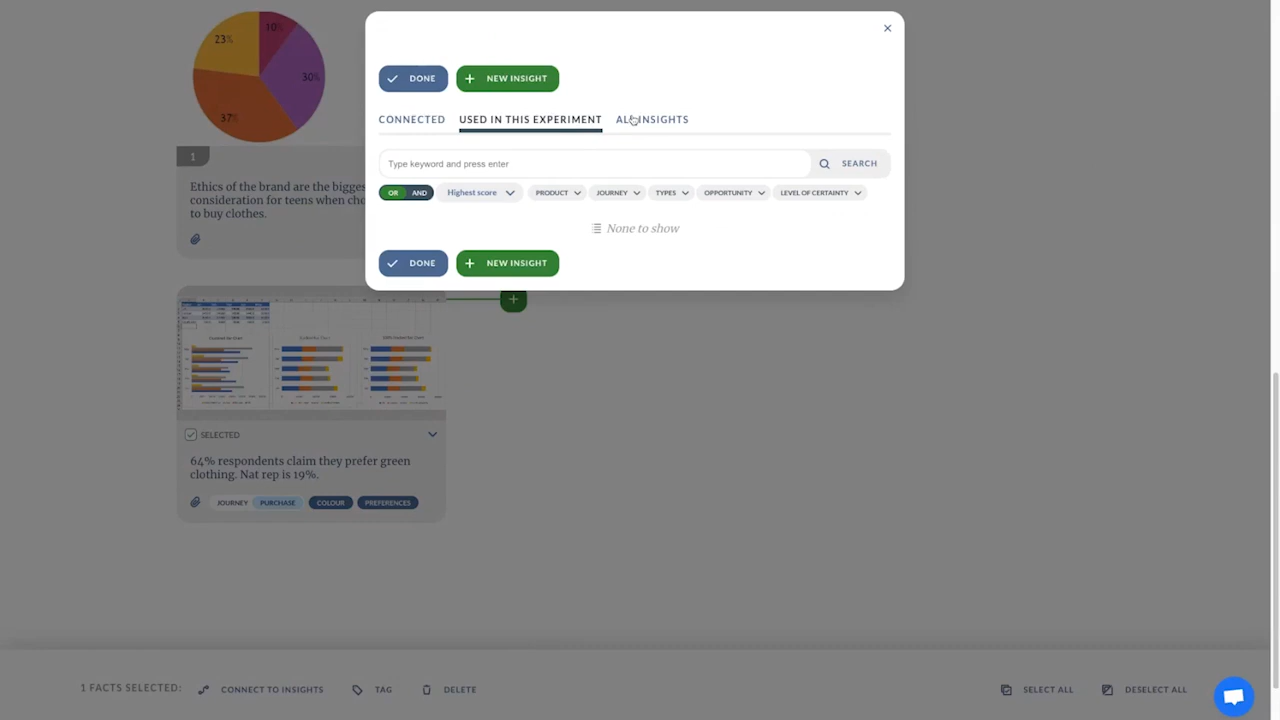 23%
10%
30%
37%
1
Ethics of the brand are the bigges
consideration for teens when cho
to buy clothes.
DONE
NEW INSIGHT
CONNECTED
USED IN THIS EXPERIMENT
ALL INSIGHTS
Type keyword and press enter
SEARCH
OR
AND
Highest score
PRODUCT
JOURNEY
TYPES
OPPORTUNITY
LEVEL OF CERTAINTY
None to show
DONE
NEW INSIGHT
SELECTED
64% respondents claim they prefer green
clothing. Nat rep is 19%.
JOURNEY
PURCHASE
COLOUR
PREFERENCES
1 FACTS SELECTED:
CONNECT TO INSIGHTS
TAG
DELETE
SELECT ALL
DESELECT ALL